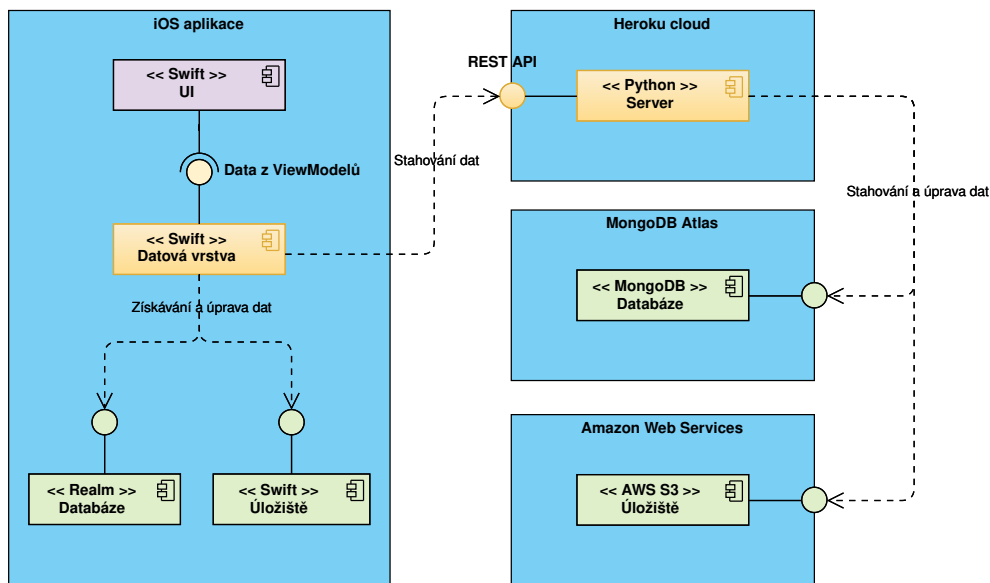 iOS aplikace
<< Swift >>
UI
Data z ViewModelů
<< Swift >>
Datová vrstva
Získávání a úprava dat
<< Realm >>
Databáze
<< Swift >>
Úložiště
Stahování dat
Heroku cloud
REST API
<< Python >>
Server
Stahování a úprava dat
MongoDB Atlas
<< MongoDB >>
Databáze
Amazon Web Services
<< AWS S3 >>
Úložiště